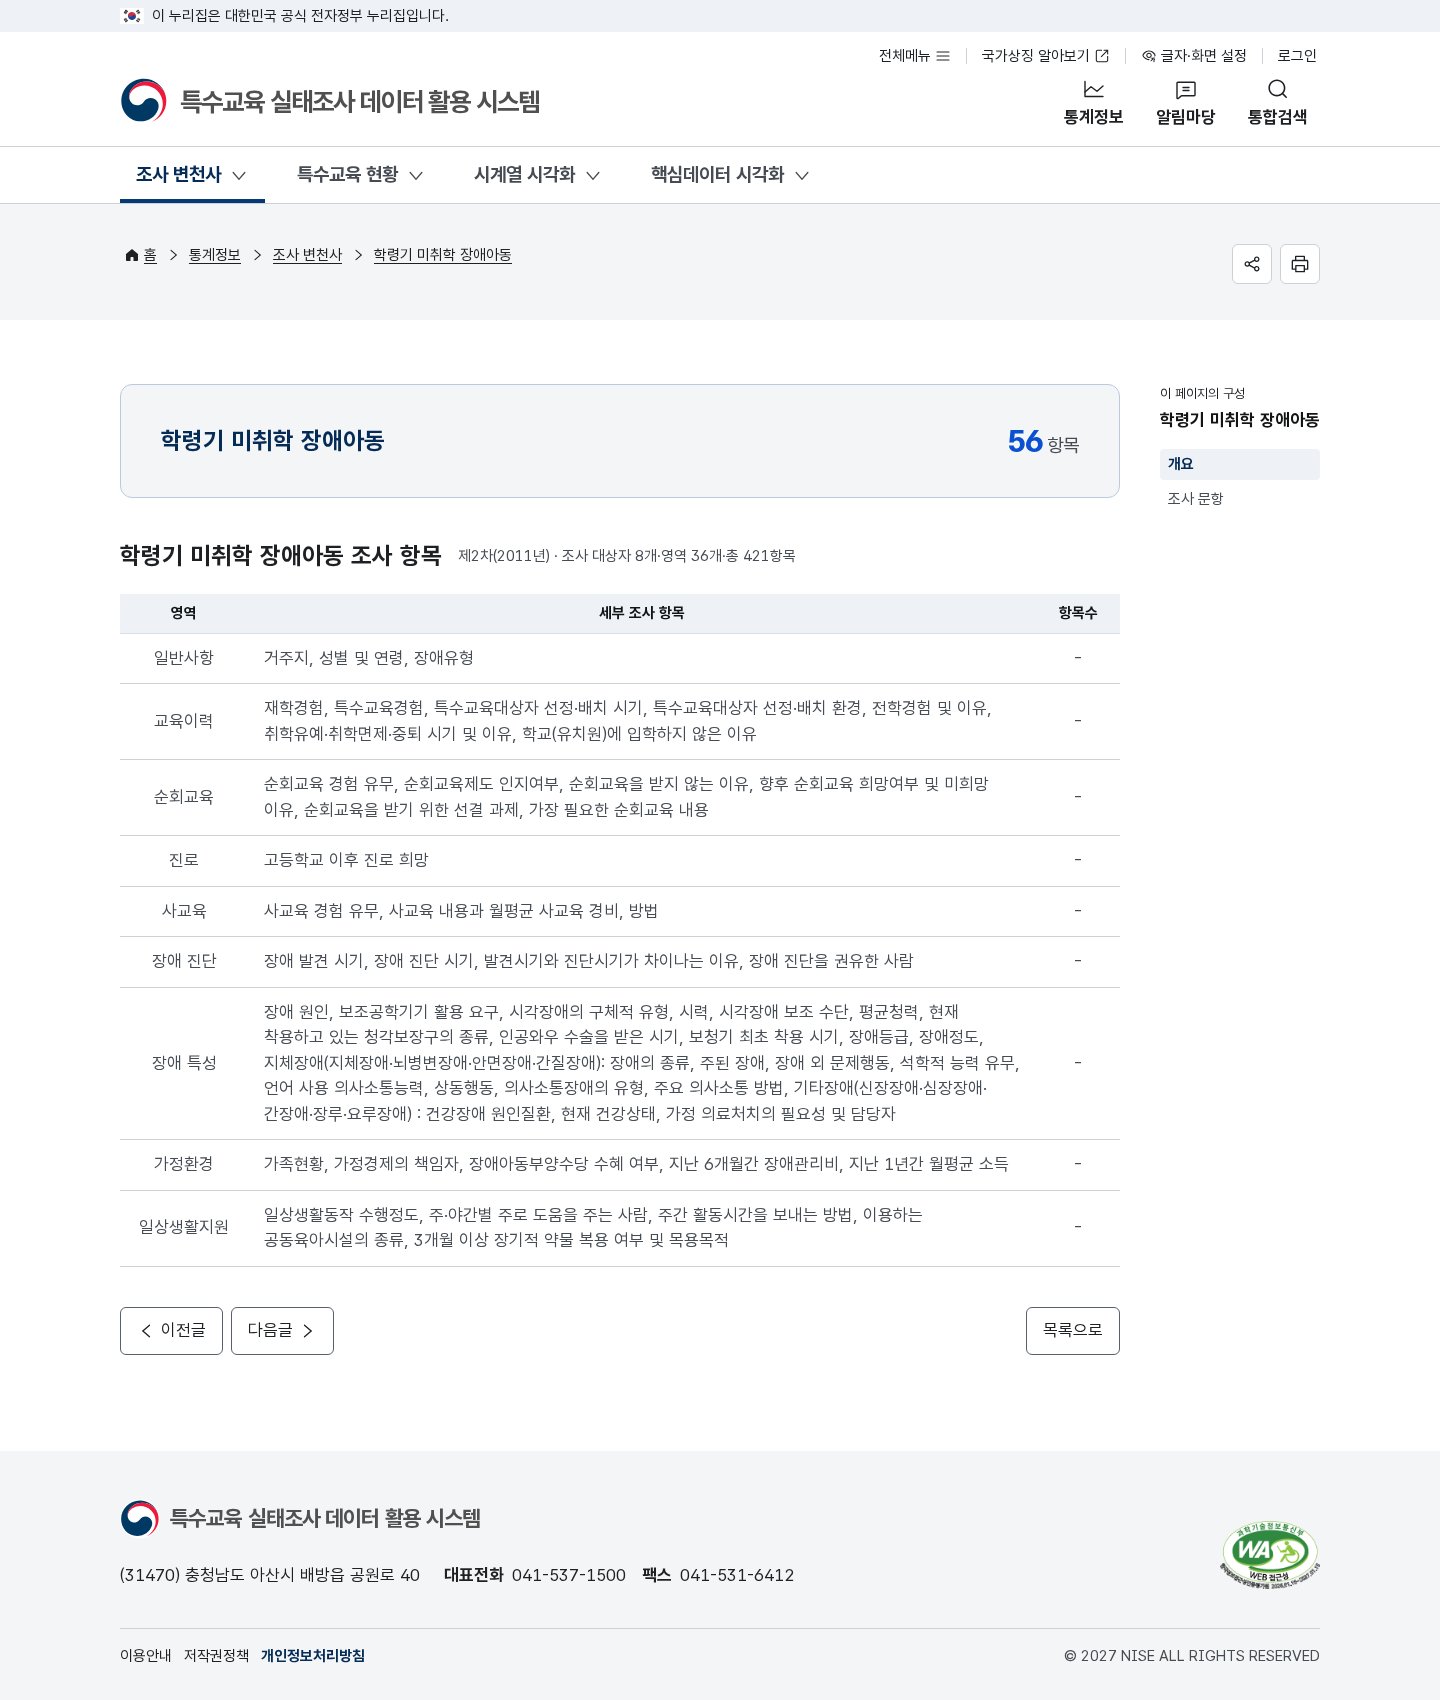 이 누리집은 대한민국 공식 전자정부 누리집입니다.
전체메뉴 국가상징 알아보기 글자·화면 설정 로그인
특수교육 실태조사 데이터 활용 시스템
통계정보 알림마당 통합검색
조사 변천사 특수교육 현황 시계열 시각화 핵심데이터 시각화
홈 통계정보 조사 변천사 학령기 미취학 장애아동
학령기 미취학 장애아동
56 항목
이 페이지의 구성
학령기 미취학 장애아동
개요
조사 문항
학령기 미취학 장애아동 조사 항목 제2차(2011년) · 조사 대상자 8개·영역 36개·총 421항목
영역 세부 조사 항목 항목수
일반사항 거주지, 성별 및 연령, 장애유형 -
교육이력 재학경험, 특수교육경험, 특수교육대상자 선정·배치 시기, 특수교육대상자 선정·배치 환경, 전학경험 및 이유,
취학유예·취학면제·중퇴 시기 및 이유, 학교(유치원)에 입학하지 않은 이유 -
순회교육 순회교육 경험 유무, 순회교육제도 인지여부, 순회교육을 받지 않는 이유, 향후 순회교육 희망여부 및 미희망
이유, 순회교육을 받기 위한 선결 과제, 가장 필요한 순회교육 내용 -
진로 고등학교 이후 진로 희망 -
사교육 사교육 경험 유무, 사교육 내용과 월평균 사교육 경비, 방법 -
장애 진단 장애 발견 시기, 장애 진단 시기, 발견시기와 진단시기가 차이나는 이유, 장애 진단을 권유한 사람 -
장애 특성 장애 원인, 보조공학기기 활용 요구, 시각장애의 구체적 유형, 시력, 시각장애 보조 수단, 평균청력, 현재
착용하고 있는 청각보장구의 종류, 인공와우 수술을 받은 시기, 보청기 최초 착용 시기, 장애등급, 장애정도,
지체장애(지체장애·뇌병변장애·안면장애·간질장애): 장애의 종류, 주된 장애, 장애 외 문제행동, 석학적 능력 유무,
언어 사용 의사소통능력, 상동행동, 의사소통장애의 유형, 주요 의사소통 방법, 기타장애(신장장애·심장장애·
간장애·장루·요루장애) : 건강장애 원인질환, 현재 건강상태, 가정 의료처치의 필요성 및 담당자 -
가정환경 가족현황, 가정경제의 책임자, 장애아동부양수당 수혜 여부, 지난 6개월간 장애관리비, 지난 1년간 월평균 소득 -
일상생활지원 일상생활동작 수행정도, 주·야간별 주로 도움을 주는 사람, 주간 활동시간을 보내는 방법, 이용하는
공동육아시설의 종류, 3개월 이상 장기적 약물 복용 여부 및 목용목적 -
이전글 다음글 목록으로
특수교육 실태조사 데이터 활용 시스템
(31470) 충청남도 아산시 배방읍 공원로 40 대표전화 041-537-1500 팩스 041-531-6412
과학기술정보통신부
WA
WEB 접근성
이용안내 저작권정책 개인정보처리방침
© 2027 NISE ALL RIGHTS RESERVED